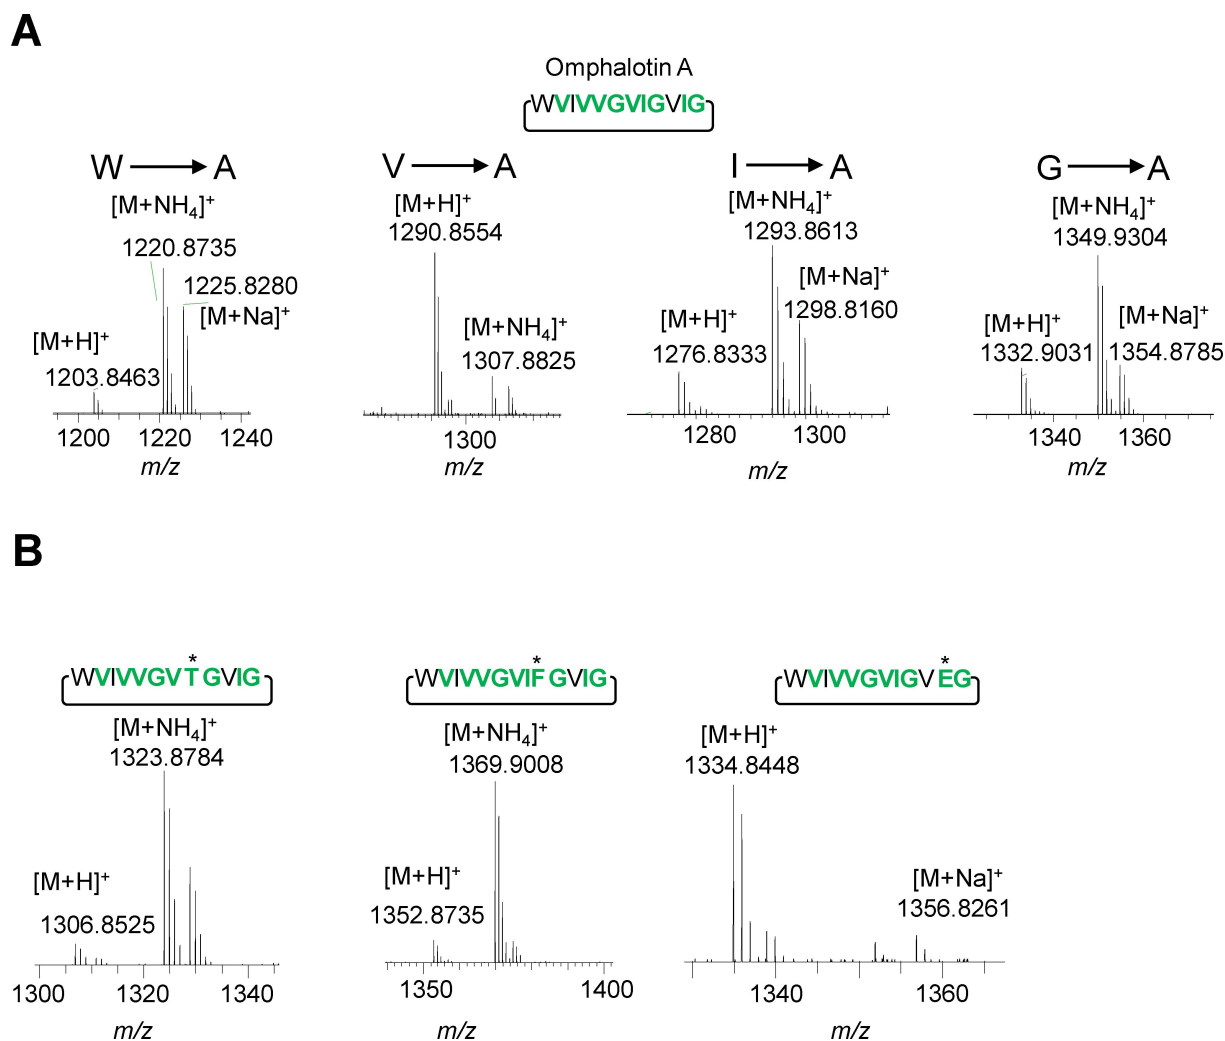 A
Omphalotin A
WVIVVGVIGVIG
W → A
V → A
I → A
G → A
[M+NH4]+
1220.8735
1225.8280
[M+Na]+
[M+H]+
1203.8463
1200 1220 1240
m/z
[M+H]+
1290.8554
[M+NH4]+
1307.8825
1300
m/z
[M+NH4]+
1293.8613
[M+Na]+
1298.8160
[M+H]+
1276.8333
1280 1300
m/z
[M+NH4]+
1349.9304
[M+H]+
1332.9031
[M+Na]+
1354.8785
1340 1360
m/z
B
*
WVIVVGVTGVIG
[M+NH4]+
1323.8784
[M+H]+
1306.8525
1300 1320 1340
m/z
*
WVIVVGVIFGVIG
[M+NH4]+
1369.9008
[M+H]+
1352.8735
1350 1400
m/z
*
WVIVVGVIGVEG
[M+H]+
1334.8448
[M+Na]+
1356.8261
1340 1360
m/z